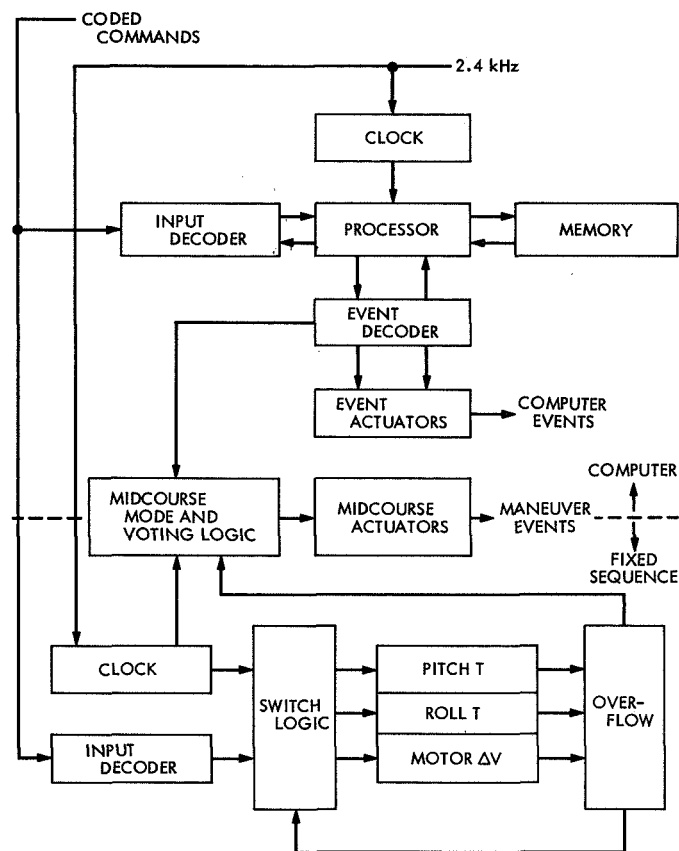 CODED
COMMANDS
2.4 kHz
CLOCK
INPUT
DECODER
PROCESSOR
MEMORY
EVENT
DECODER
EVENT
ACTUATORS
COMPUTER
EVENTS
COMPUTER
MIDCOURSE
MODE AND
VOTING LOGIC
MIDCOURSE
ACTUATORS
MANEUVER
EVENTS
FIXED
SEQUENCE
CLOCK
SWITCH
LOGIC
PITCH T
ROLL T
MOTOR ΔV
OVER-
FLOW
INPUT
DECODER